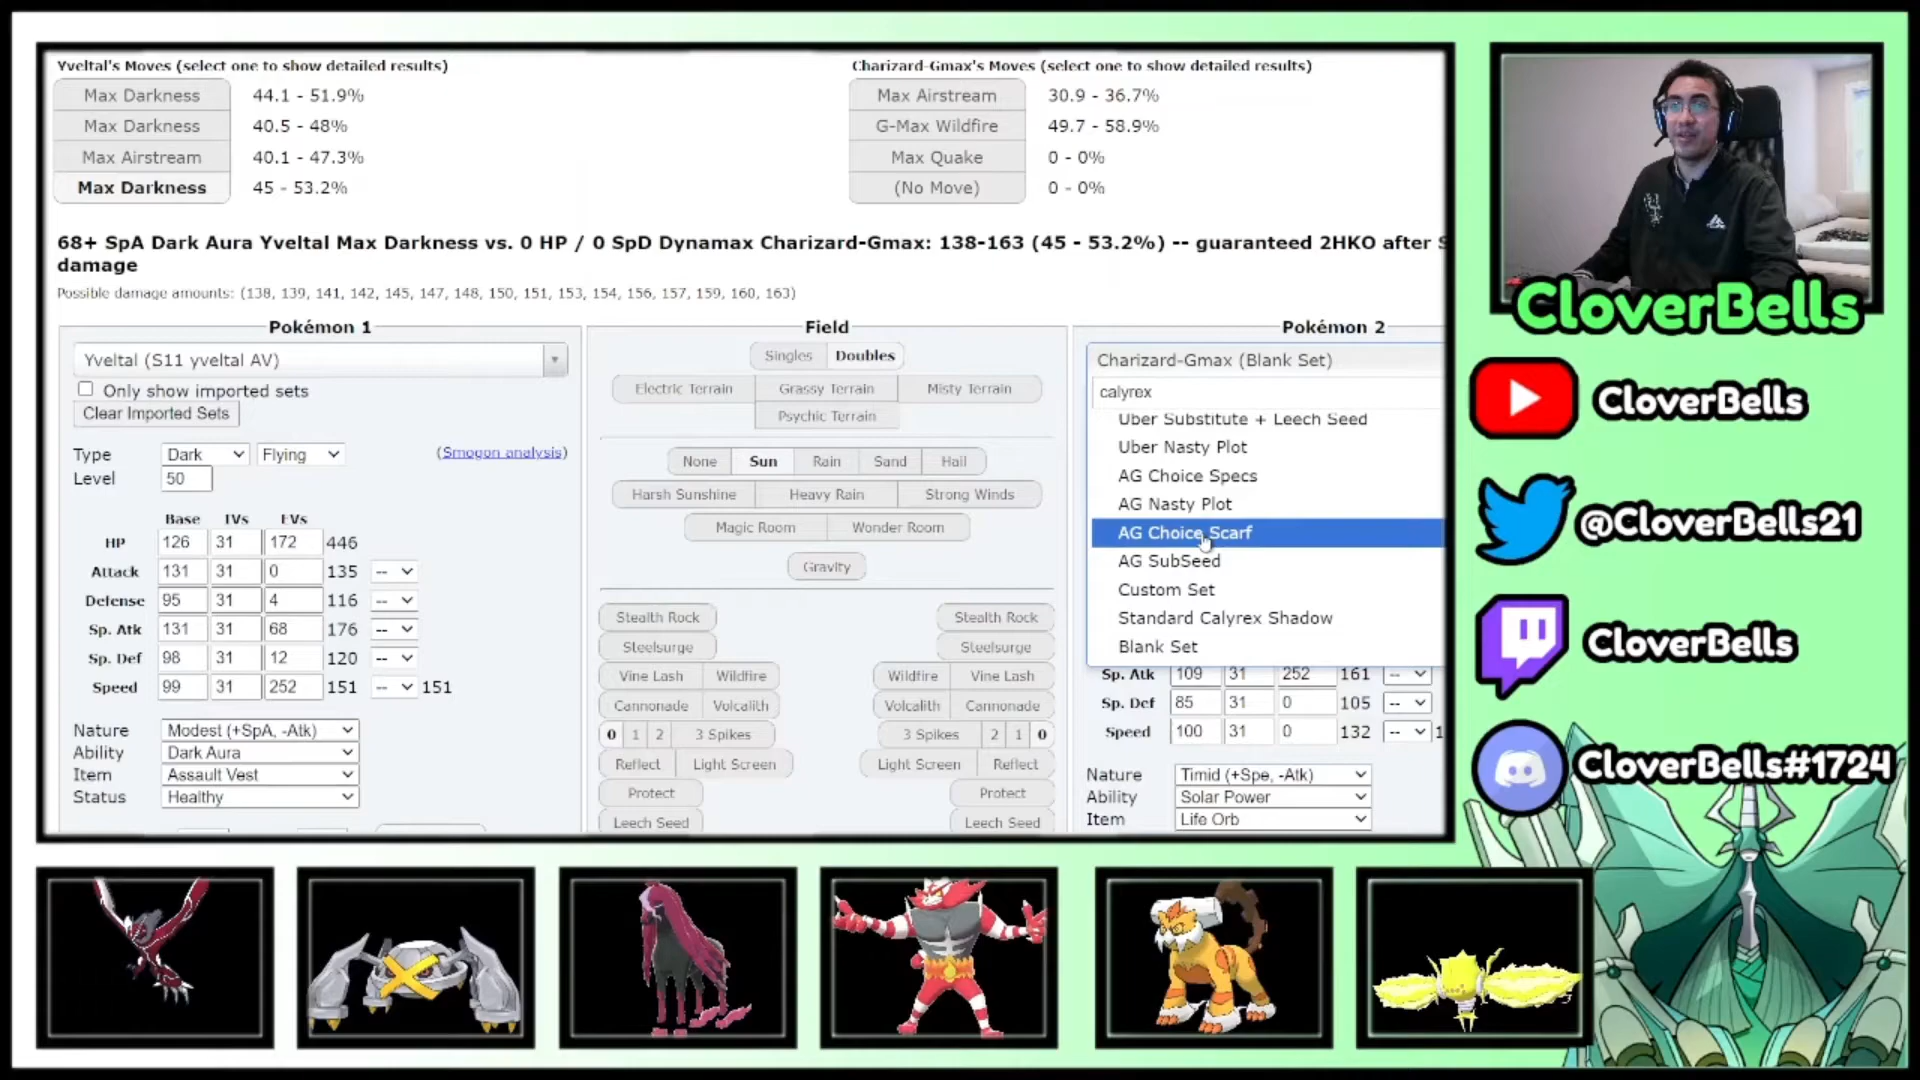 Yveltal's Moves (select one to show detailed results)
Max Darkness 44.1 - 51.9%
Max Darkness 40.5 - 48%
Max Airstream 40.1 - 47.3%
Max Darkness 45 - 53.2%
Charizard-Gmax's Moves (select one to show detailed results)
Max Airstream 30.9 - 36.7%
G-Max Wildfire 49.7 - 58.9%
Max Quake 0 - 0%
(No Move) 0 - 0%
68+ SpA Dark Aura Yveltal Max Darkness vs. 0 HP / 0 SpD Dynamax Charizard-Gmax: 138-163 (45 - 53.2%) -- guaranteed 2HKO after
damage
Possible damage amounts: (138, 139, 141, 142, 145, 147, 148, 150, 151, 153, 154, 156, 157, 159, 160, 163)
Pokémon 1
Yveltal (S11 yveltal AV)
Only show imported sets
Clear Imported Sets
Type Dark Flying (Smogon analysis)
Level 50
Base IVs EVs
HP 126 31 172 446
Attack 131 31 0 135 --
Defense 95 31 4 116 --
Sp. Atk 131 31 68 176 --
Sp. Def 98 31 12 120 --
Speed 99 31 252 151 -- 151
Nature Modest (+SpA, -Atk)
Ability Dark Aura
Item Assault Vest
Status Healthy
Field
Singles Doubles
Electric Terrain Grassy Terrain Misty Terrain
Psychic Terrain
None Sun Rain Sand Hail
Harsh Sunshine Heavy Rain Strong Winds
Magic Room Wonder Room
Gravity
Stealth Rock Stealth Rock
Steelsurge Steelsurge
Vine Lash Wildfire Wildfire Vine Lash
Cannonade Volcalith Volcalith Cannonade
0 1 2 3 Spikes 3 Spikes 2 1 0
Reflect Light Screen Light Screen Reflect
Protect Protect
Leech Seed Leech Seed
Pokémon 2
Charizard-Gmax (Blank Set)
calyrex
Uber Substitute + Leech Seed
Uber Nasty Plot
AG Choice Specs
AG Nasty Plot
AG Choice Scarf
AG SubSeed
Custom Set
Standard Calyrex Shadow
Blank Set
Sp. Atk 109 31 252 161 --
Sp. Def 85 31 0 105 --
Speed 100 31 0 132 -- 1
Nature Timid (+Spe, -Atk)
Ability Solar Power
Item Life Orb
CloverBells
CloverBells
@CloverBells21
CloverBells
CloverBells#1724